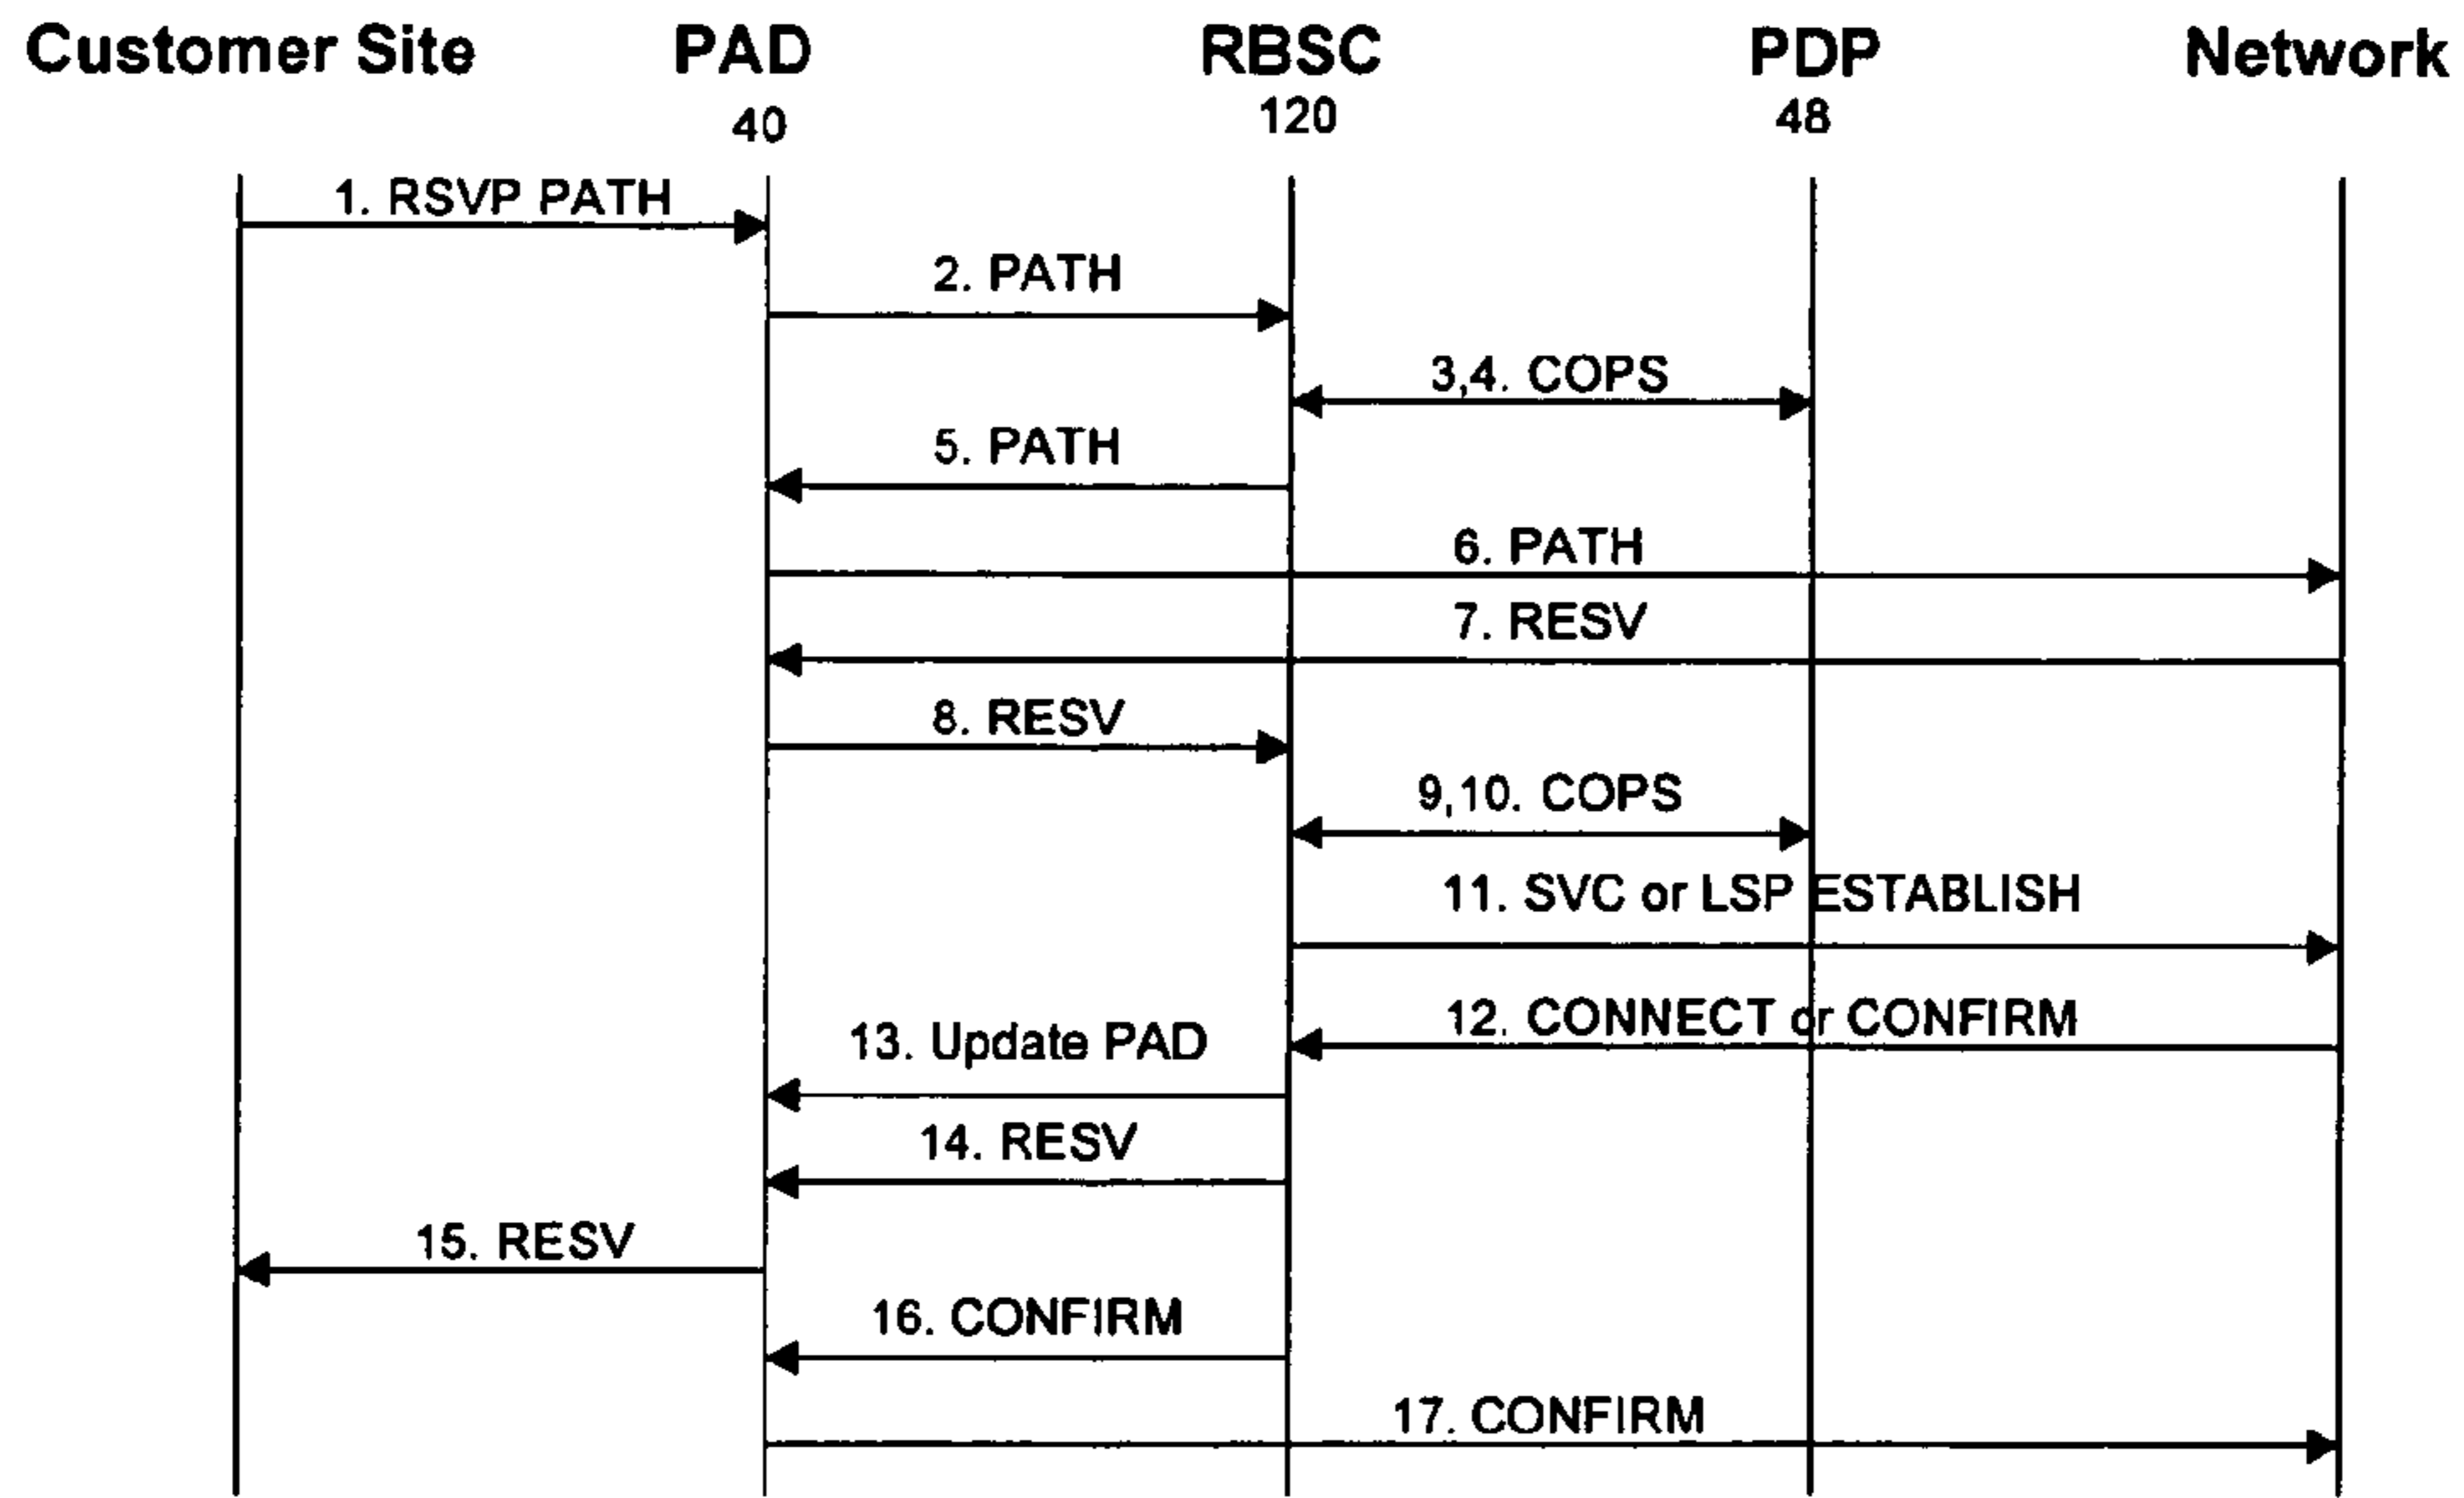 Customer Site PAD RBSC PDP Network
40 120 48
1. RSVP PATH
2. PATH
3,4. COPS
5. PATH
6. PATH
7. RESV
8. RESV
9,10. COPS
11. SVC or LSP ESTABLISH
12. CONNECT or CONFIRM
13. Update PAD
14. RESV
15. RESV
16. CONFIRM
17. CONFIRM